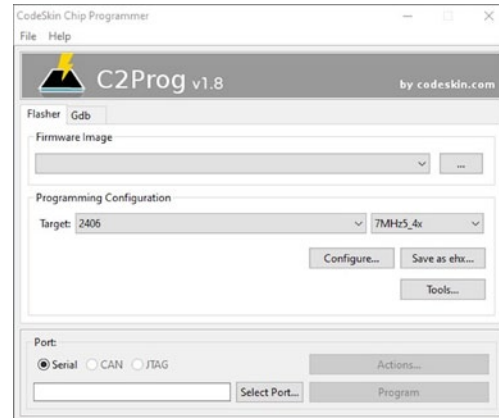 CodeSkin Chip Programmer
File Help
C2Prog v1.8
by codeskin.com
Flasher Gdb
Firmware Image
...
Programming Configuration
Target: 2406 7MHz5_4x
Configure... Save as ehx...
Tools...
Port:
Serial CAN JTAG Actions...
Select Port... Program